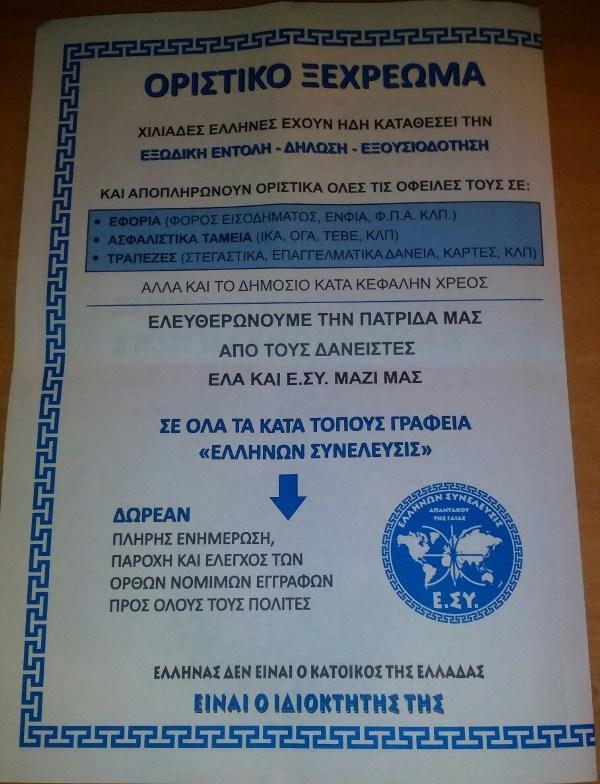 ΟΡΙΣΤΙΚΟ ΞΕΧΡΕΩΜΑ
ΧΙΛΙΑΔΕΣ ΕΛΛΗΝΕΣ ΕΧΟΥΝ ΗΔΗ ΚΑΤΑΘΕΣΕΙ ΤΗΝ
ΕΞΩΔΙΚΗ ΕΝΤΟΛΗ - ΔΗΛΩΣΗ - ΕΞΟΥΣΙΟΔΟΤΗΣΗ
ΚΑΙ ΑΠΟΠΛΗΡΩΝΟΥΝ ΟΡΙΣΤΙΚΑ ΟΛΕΣ ΤΙΣ ΟΦΕΙΛΕΣ ΤΟΥΣ ΣΕ:
• ΕΦΟΡΙΑ (ΦΟΡΟΣ ΕΙΣΟΔΗΜΑΤΟΣ, ΕΝΦΙΑ, Φ.Π.Α. ΚΛΠ.)
• ΑΣΦΑΛΙΣΤΙΚΑ ΤΑΜΕΙΑ (ΙΚΑ, ΟΓΑ, ΤΕΒΕ, ΚΛΠ)
• ΤΡΑΠΕΖΕΣ (ΣΤΕΓΑΣΤΙΚΑ, ΕΠΑΓΓΕΛΜΑΤΙΚΑ ΔΑΝΕΙΑ, ΚΑΡΤΕΣ, ΚΛΠ)
ΑΛΛΑ ΚΑΙ ΤΟ ΔΗΜΟΣΙΟ ΚΑΤΑ ΚΕΦΑΛΗΝ ΧΡΕΟΣ
ΕΛΕΥΘΕΡΩΝΟΥΜΕ ΤΗΝ ΠΑΤΡΙΔΑ ΜΑΣ
ΑΠΟ ΤΟΥΣ ΔΑΝΕΙΣΤΕΣ
ΕΛΑ ΚΑΙ Ε.ΣΥ. ΜΑΖΙ ΜΑΣ
ΣΕ ΟΛΑ ΤΑ ΚΑΤΑ ΤΟΠΟΥΣ ΓΡΑΦΕΙΑ
«ΕΛΛΗΝΩΝ ΣΥΝΕΛΕΥΣΙΣ»
ΔΩΡΕΑΝ
ΠΛΗΡΗΣ ΕΝΗΜΕΡΩΣΗ,
ΠΑΡΟΧΗ ΚΑΙ ΕΛΕΓΧΟΣ ΤΩΝ
ΟΡΘΩΝ ΝΟΜΙΜΩΝ ΕΓΓΡΑΦΩΝ
ΠΡΟΣ ΟΛΟΥΣ ΤΟΥΣ ΠΟΛΙΤΕΣ
ΕΛΛΗΝΩΝ ΣΥΝΕΛΕΥΣΙΣ
ΑΠΑΝΤΑΧΟΥ
ΤΗΣ ΓΑΙΑΣ
Ε.ΣΥ.
ΕΛΛΗΝΑΣ ΔΕΝ ΕΙΝΑΙ Ο ΚΑΤΟΙΚΟΣ ΤΗΣ ΕΛΛΑΔΑΣ
ΕΙΝΑΙ Ο ΙΔΙΟΚΤΗΤΗΣ ΤΗΣ